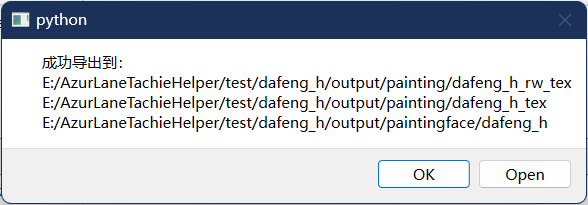 python
成功导出到：
E:/AzurLaneTachieHelper/test/dafeng_h/output/painting/dafeng_h_rw_tex
E:/AzurLaneTachieHelper/test/dafeng_h/output/painting/dafeng_h_tex
E:/AzurLaneTachieHelper/test/dafeng_h/output/paintingface/dafeng_h
OK Open